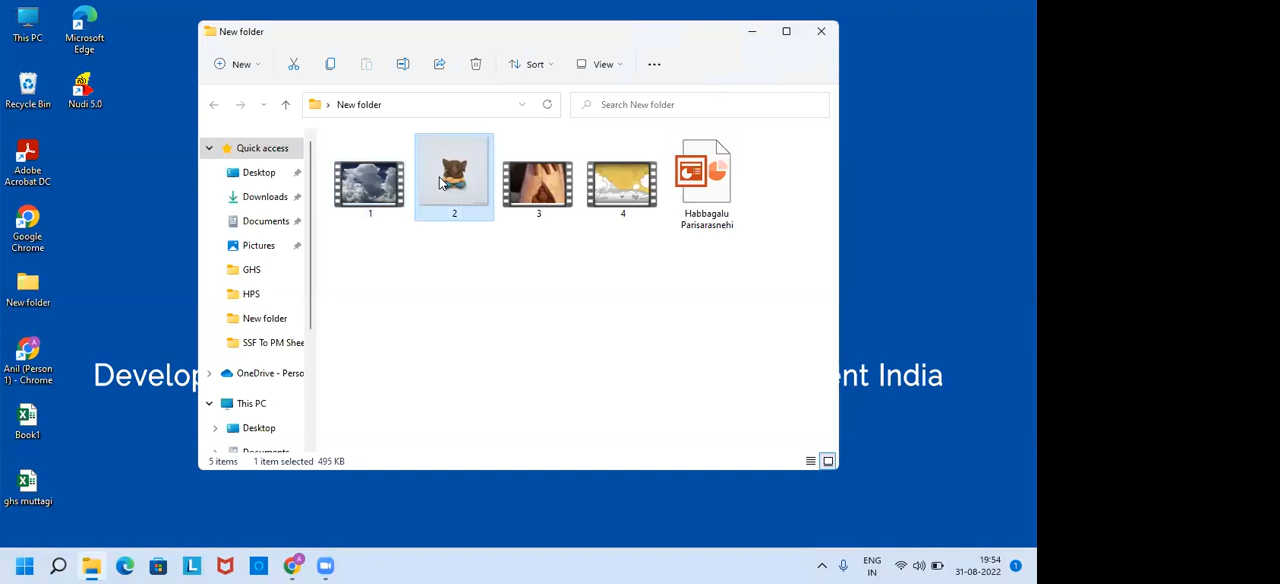 This PC
Microsoft
Edge
Recycle Bin
Nudi 5.0
Adobe
Acrobat DC
Google
Chrome
New folder
Anil (Person
1) - Chrome
Book1
ghs muttagi
New folder
New
Sort
View
New folder
Search New folder
Quick access
Desktop
Downloads
Documents
Pictures
GHS
HPS
New folder
SSF To PM Shee
OneDrive - Perso
This PC
Desktop
1
2
3
4
Habbagalu
Parisarasnehi
5 items
1 item selected 495 KB
Develop
ent India
ENG
IN
19:54
31-08-2022
1